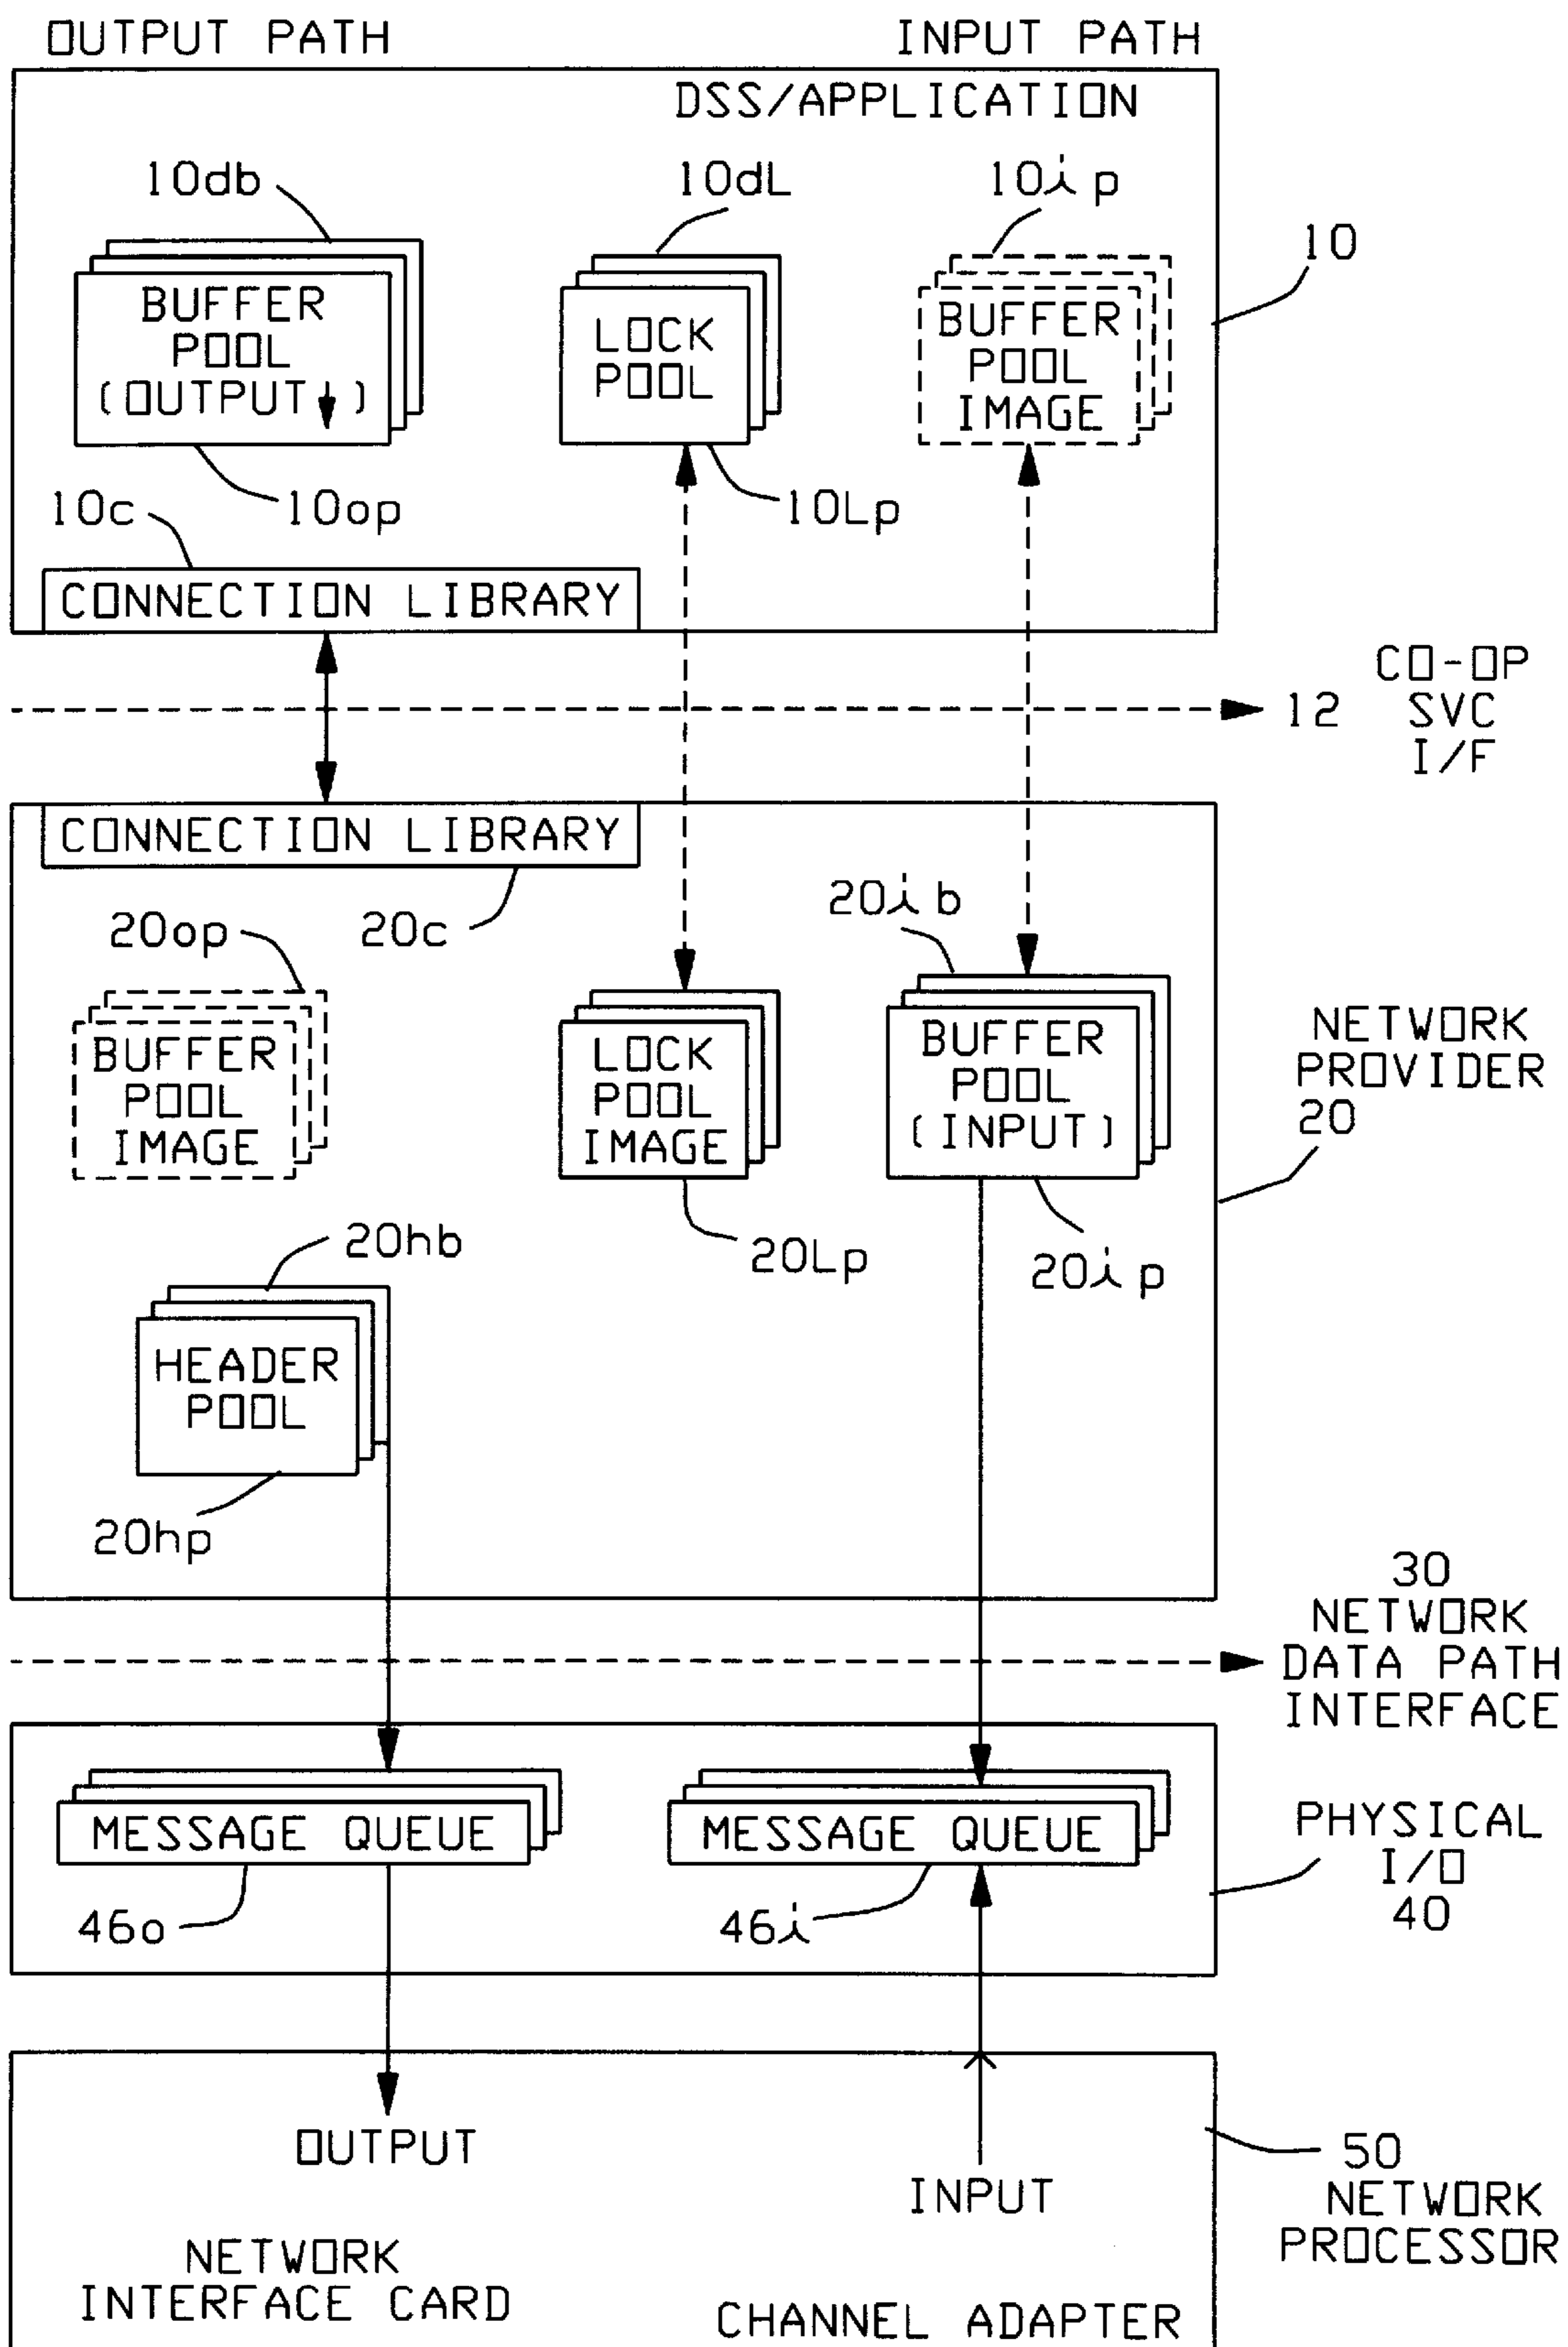 OUTPUT PATH
INPUT PATH
DSS/APPLICATION
10db
10dL
10ip
10
BUFFER
POOL
(OUTPUT↓)
LOCK
POOL
BUFFER
POOL
IMAGE
10c
10op
10Lp
CONNECTION LIBRARY
12
CO-OP
SVC
I/F
CONNECTION LIBRARY
20op
20c
20ib
BUFFER
POOL
IMAGE
LOCK
POOL
IMAGE
BUFFER
POOL
(INPUT)
NETWORK
PROVIDER
20
20hb
20Lp
20ip
HEADER
POOL
20hp
30
NETWORK
DATA PATH
INTERFACE
MESSAGE QUEUE
MESSAGE QUEUE
46o
46i
PHYSICAL
I/O
40
OUTPUT
INPUT
50
NETWORK
PROCESSOR
NETWORK
INTERFACE CARD
CHANNEL ADAPTER